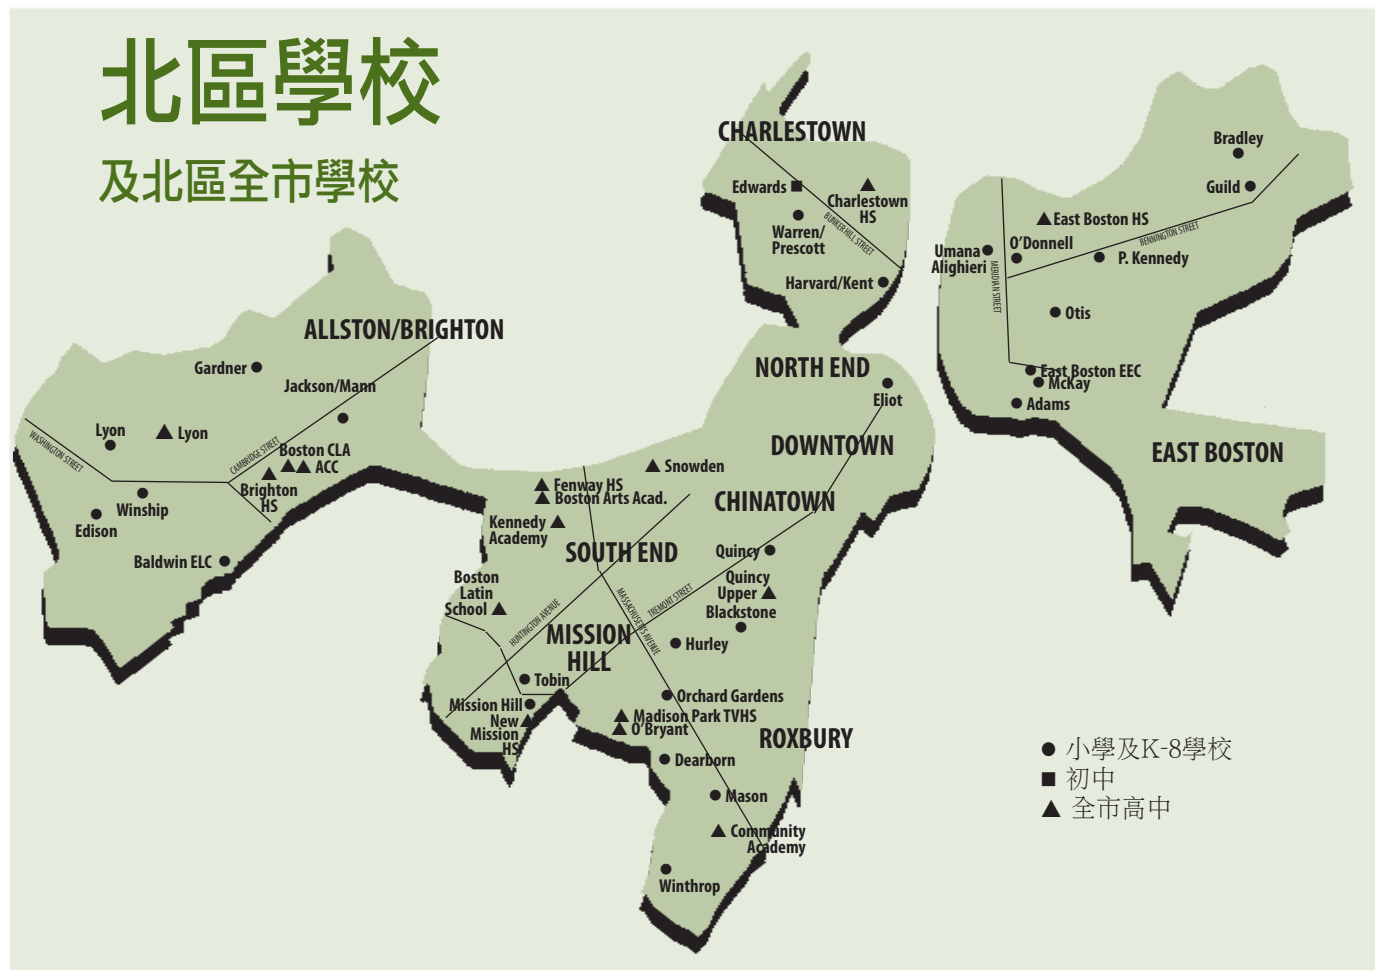 北區學校
及北區全市學校
CHARLESTOWN
Edwards
Charlestown
HS
Warren/
Prescott
BUNKER HILL STREET
Harvard/Kent
Bradley
Guild
East Boston HS
BENNINGTON STREET
O'Donnell
Umana
Alighieri
P. Kennedy
MERIDIAN STREET
Otis
East Boston EEC
McKay
Adams
EAST BOSTON
ALLSTON/BRIGHTON
Gardner
Jackson/Mann
Lyon
Lyon
WASHINGTON STREET
CAMBRIDGE STREET
Boston CLA
ACC
Brighton
HS
Winship
Edison
Baldwin ELC
NORTH END
Eliot
DOWNTOWN
Snowden
Fenway HS
Boston Arts Acad.
CHINATOWN
Kennedy
Academy
SOUTH END
Quincy
Boston
Latin
School
Quincy
Upper
HUNTINGTON AVENUE
MASSACHUSETTS AVENUE
TREMONT STREET
Blackstone
MISSION
HILL
Hurley
Tobin
Orchard Gardens
Mission Hill
New
Mission
HS
Madison Park TVHS
O'Bryant
ROXBURY
Dearborn
Mason
Community
Academy
Winthrop
小學及K-8學校
初中
全市高中